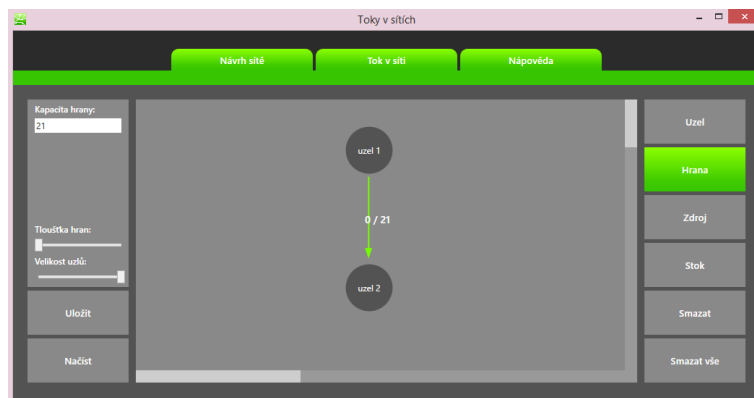 Toky v sítích
Návrh sítě
Tok v síti
Nápověda
Kapacita hrany:
21
Tloušťka hran:
Velikost uzlů:
Uložit
Načíst
uzel 1
0 / 21
uzel 2
Uzel
Hrana
Zdroj
Stok
Smazat
Smazat vše